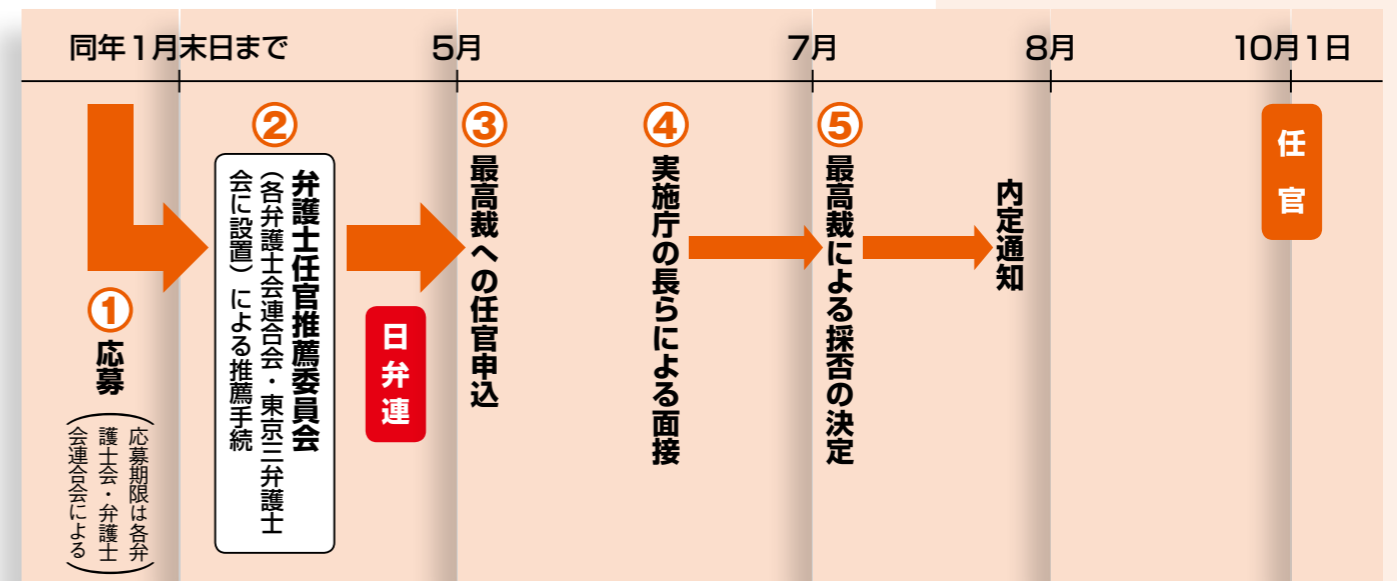 同年1月末日まで
5月
7月
8月
10月1日
①
応募
（応募期限は各弁
護士会・弁護士
会連合会による）
②
弁護士任官推薦委員会
（各弁護士会連合会・東京三弁護士
会に設置）による推薦手続
日弁連
③
最高裁への任官申込
④
実施庁の長らによる面接
⑤
最高裁による採否の決定
内定通知
任官